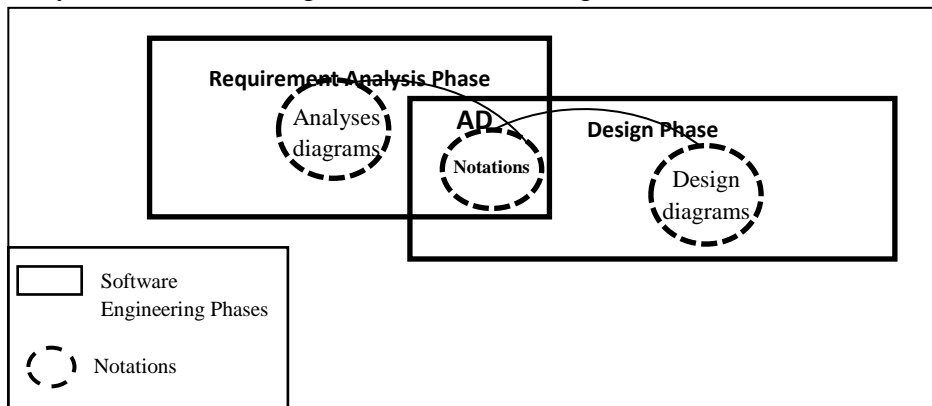 Requirement Analysis Phase
Analyses
diagrams
AD
Notations
Design Phase
Design
diagrams
Software
Engineering Phases
Notations